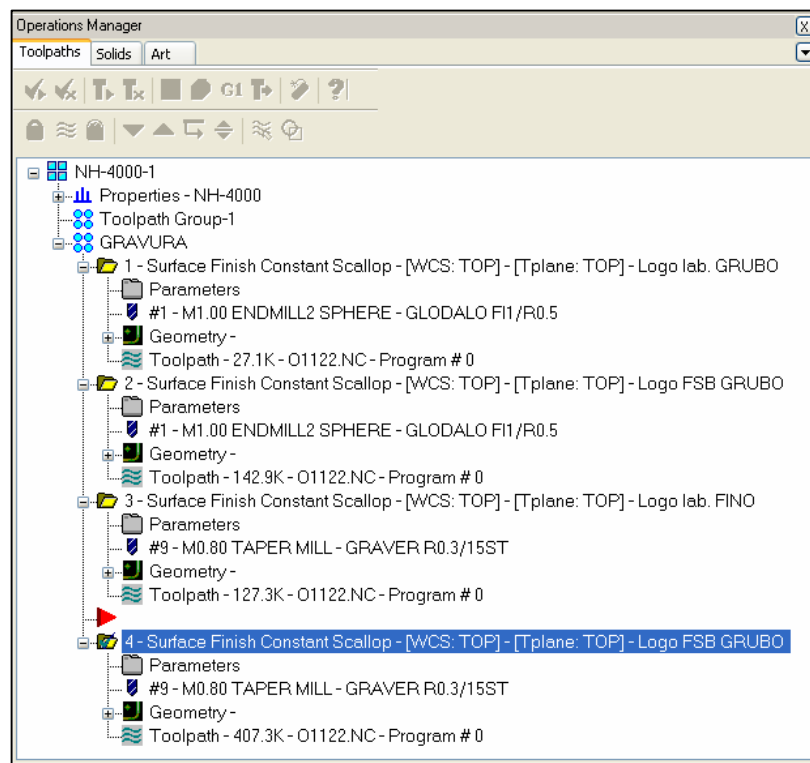 Operations Manager
Toolpaths Solids Art
G1
NH-4000-1
Properties - NH-4000
Toolpath Group-1
GRAVURA
1 - Surface Finish Constant Scallop - [WCS: TOP] - [Tplane: TOP] - Logo lab. GRUBO
Parameters
#1 - M1.00 ENDMILL2 SPHERE - GLODALO FI1/R0.5
Geometry -
Toolpath - 27.1K - O1122.NC - Program # 0
2 - Surface Finish Constant Scallop - [WCS: TOP] - [Tplane: TOP] - Logo FSB GRUBO
Parameters
#1 - M1.00 ENDMILL2 SPHERE - GLODALO FI1/R0.5
Geometry -
Toolpath - 142.9K - O1122.NC - Program # 0
3 - Surface Finish Constant Scallop - [WCS: TOP] - [Tplane: TOP] - Logo lab. FINO
Parameters
#9 - M0.80 TAPER MILL - GRAVER R0.3/15ST
Geometry -
Toolpath - 127.3K - O1122.NC - Program # 0
4 - Surface Finish Constant Scallop - [WCS: TOP] - [Tplane: TOP] - Logo FSB GRUBO
Parameters
#9 - M0.80 TAPER MILL - GRAVER R0.3/15ST
Geometry -
Toolpath - 407.3K - O1122.NC - Program # 0